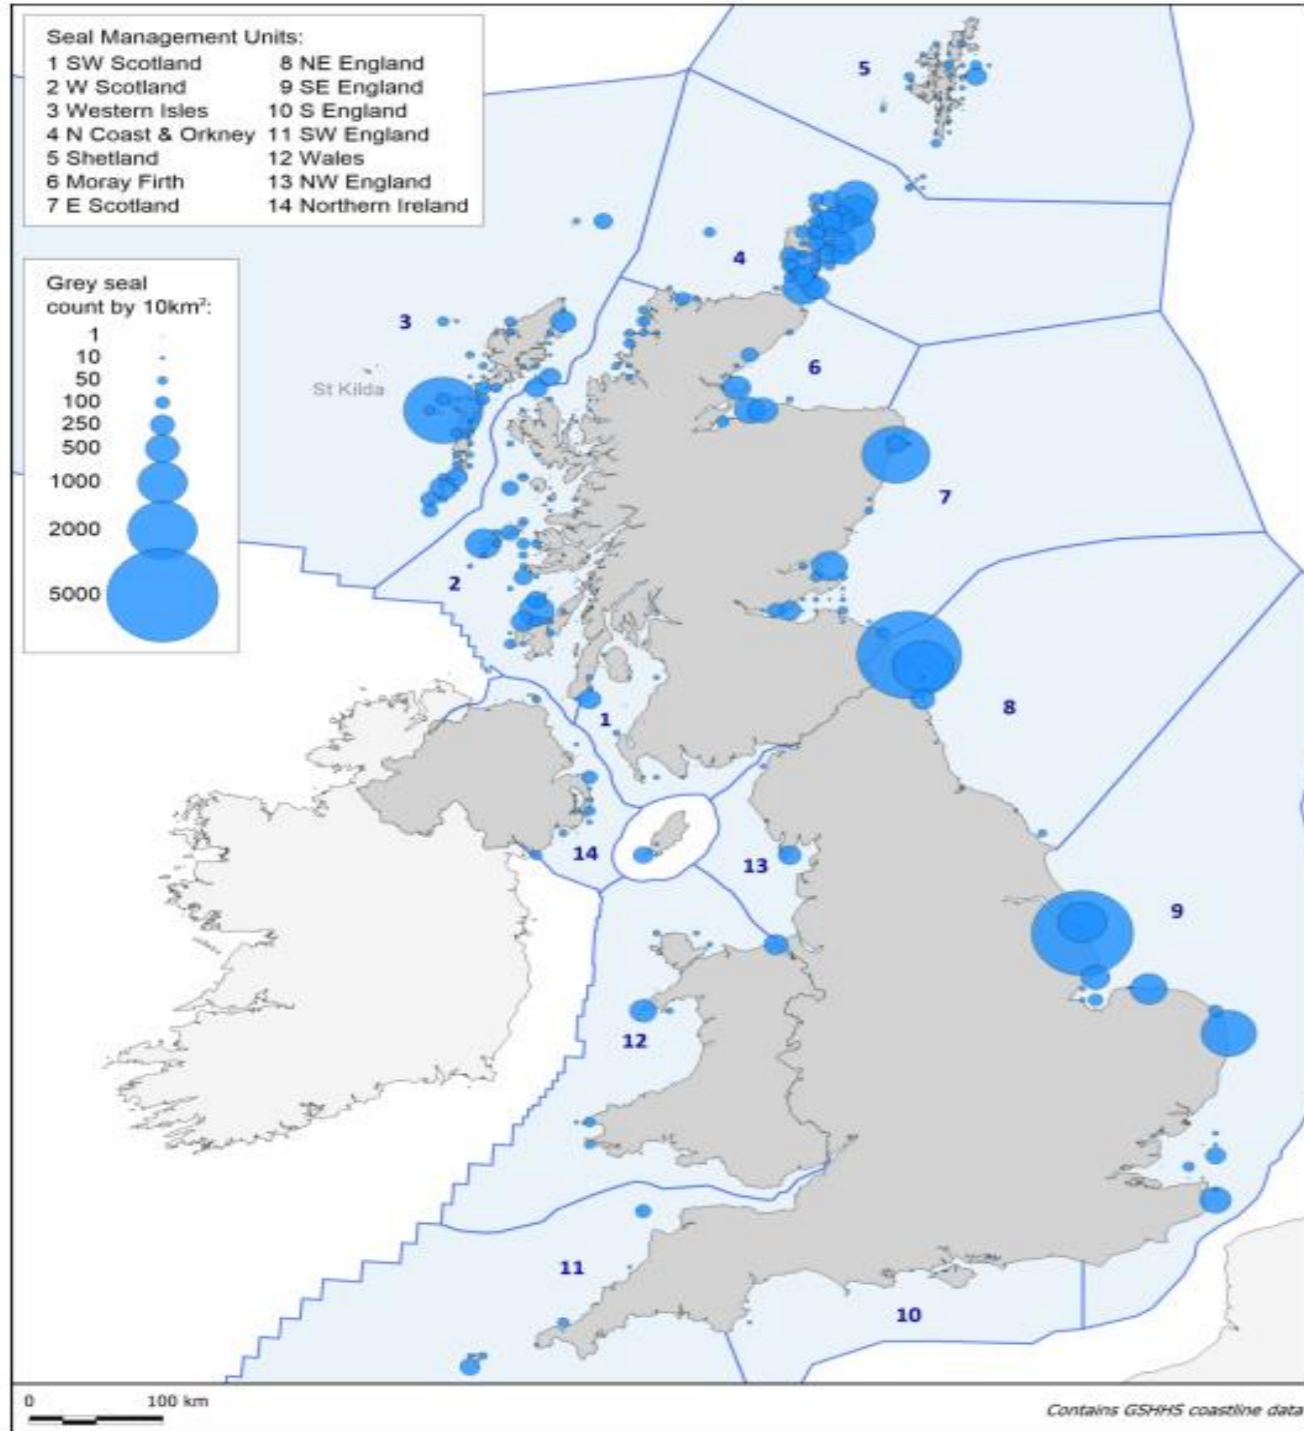 Seal Management Units:
1 SW Scotland 8 NE England
2 W Scotland 9 SE England
3 Western Isles 10 S England
4 N Coast & Orkney 11 SW England
5 Shetland 12 Wales
6 Moray Firth 13 NW England
7 E Scotland 14 Northern Ireland
Grey seal
count by 10km²:
1
10
50
100
250
500
1000
2000
5000
5
4
3
St Kilda
6
7
2
1
8
14
13
9
12
11
10
0 100 km
Contains GSHHS coastline data